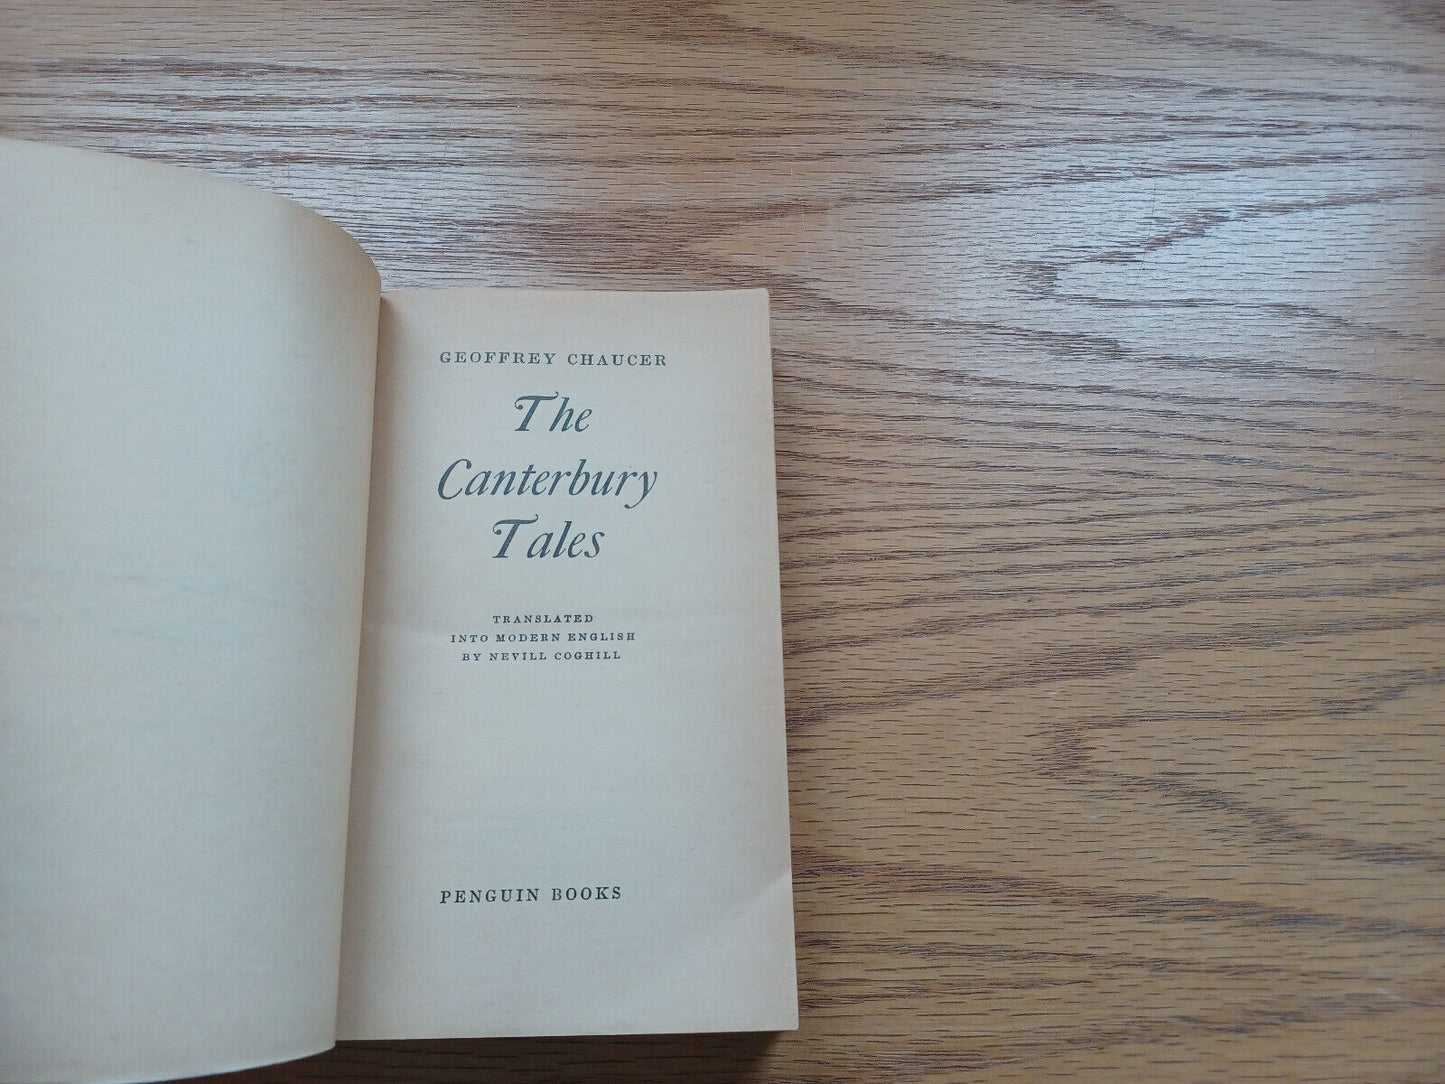 GEOFFREY CHAUCER
The
Canterbury
Tales
TRANSLATED
INTO MODERN ENGLISH
BY NEVILL COGHILL
PENGUIN BOOKS